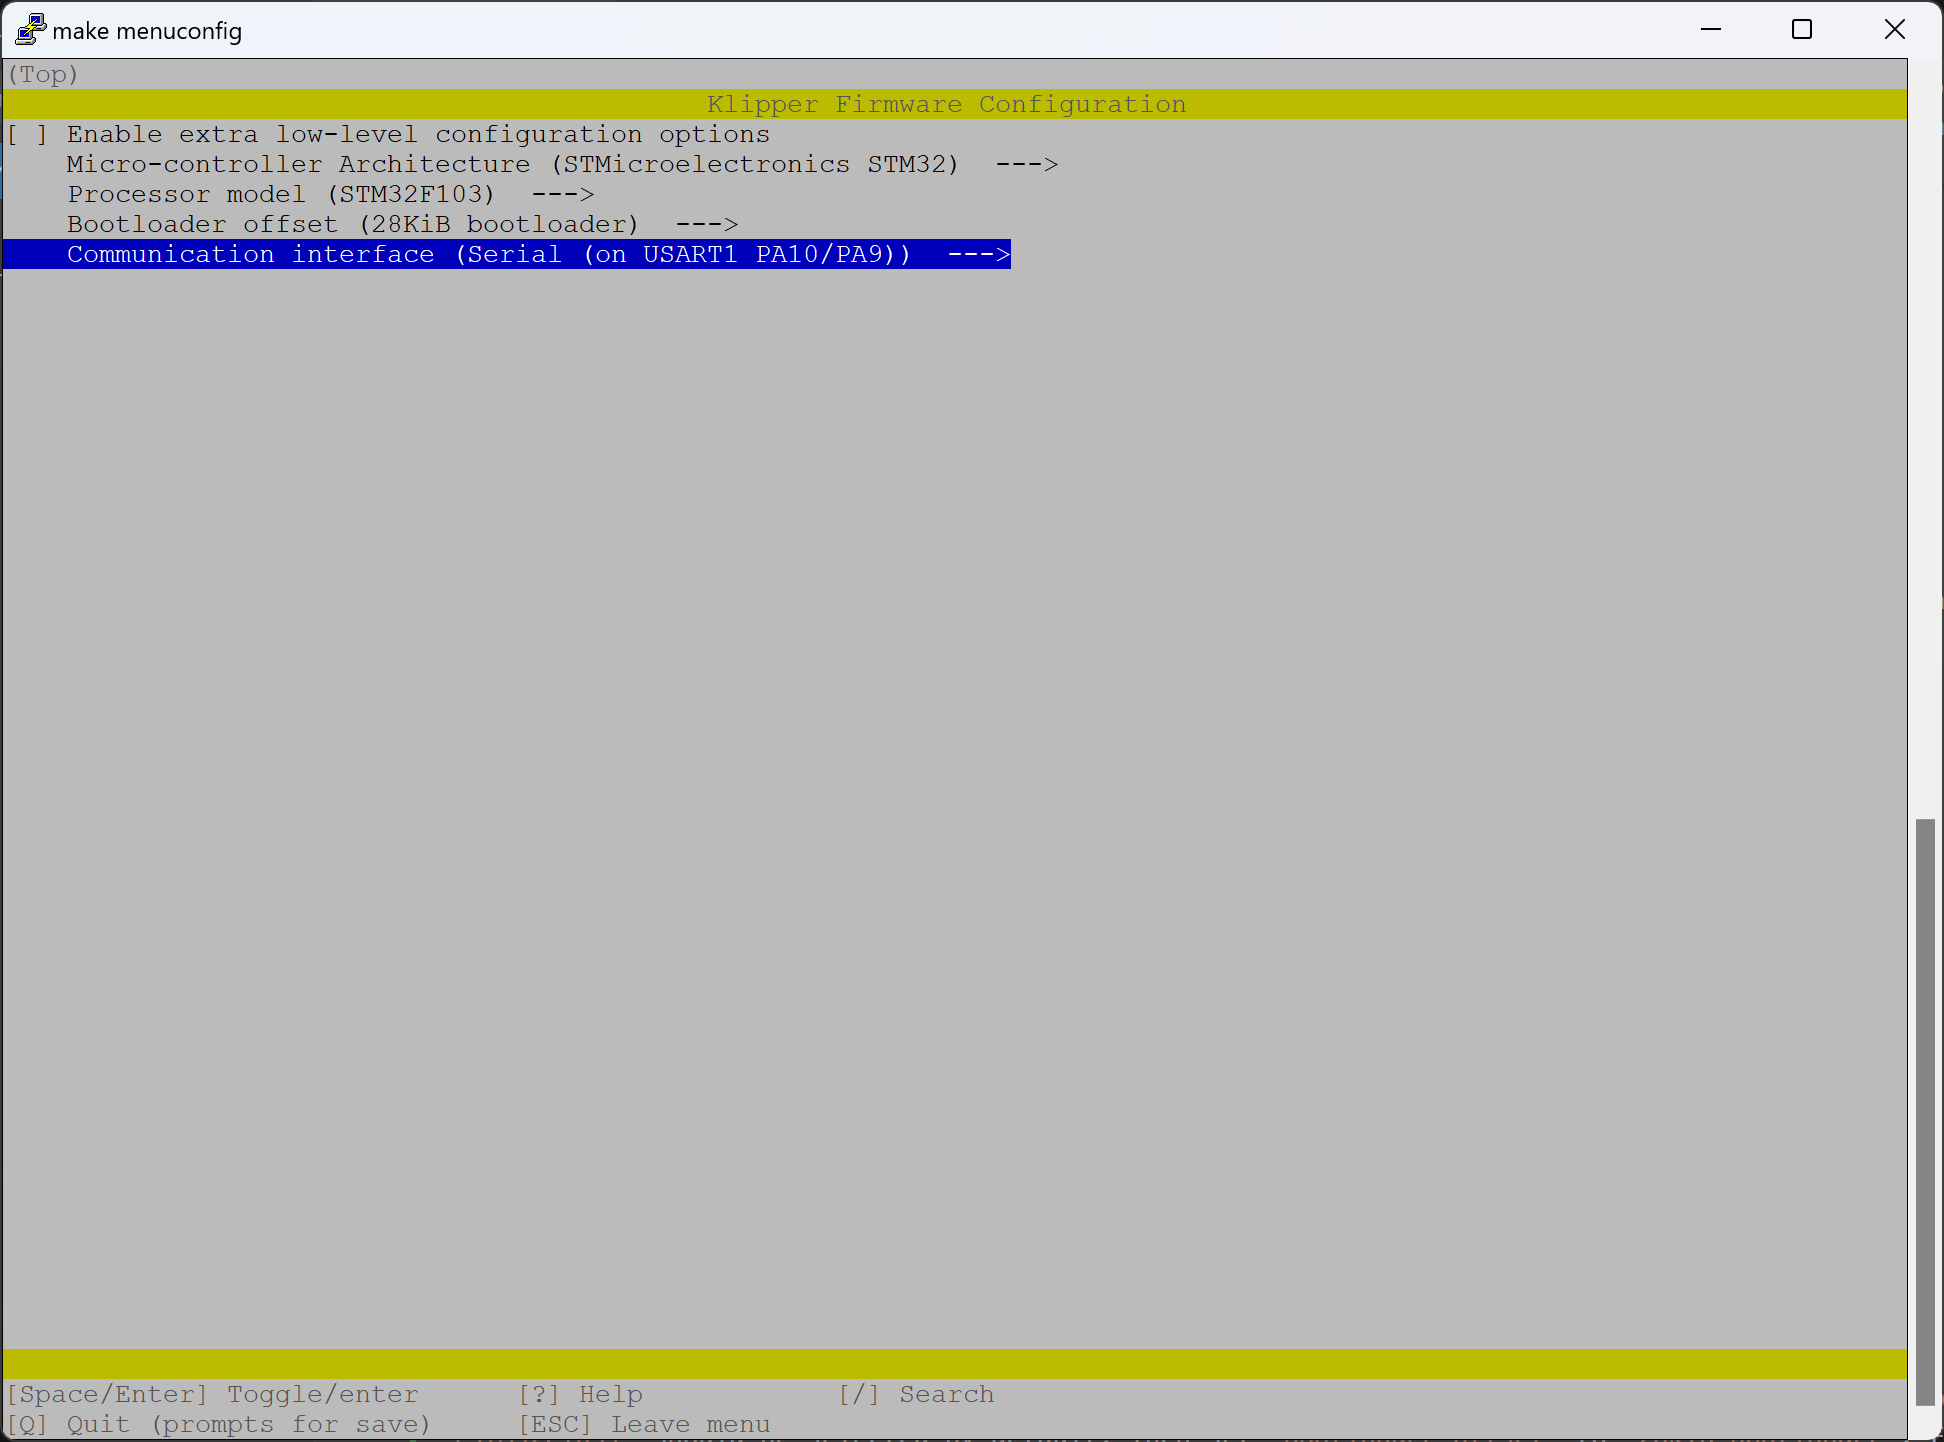 make menuconfig
(Top)
Klipper Firmware Configuration
[ ] Enable extra low-level configuration options
Micro-controller Architecture (STMicroelectronics STM32)  --->
Processor model (STM32F103)  --->
Bootloader offset (28KiB bootloader)  --->
Communication interface (Serial (on USART1 PA10/PA9))  --->
[Space/Enter] Toggle/enter [?] Help [/] Search
[Q] Quit (prompts for save) [ESC] Leave menu